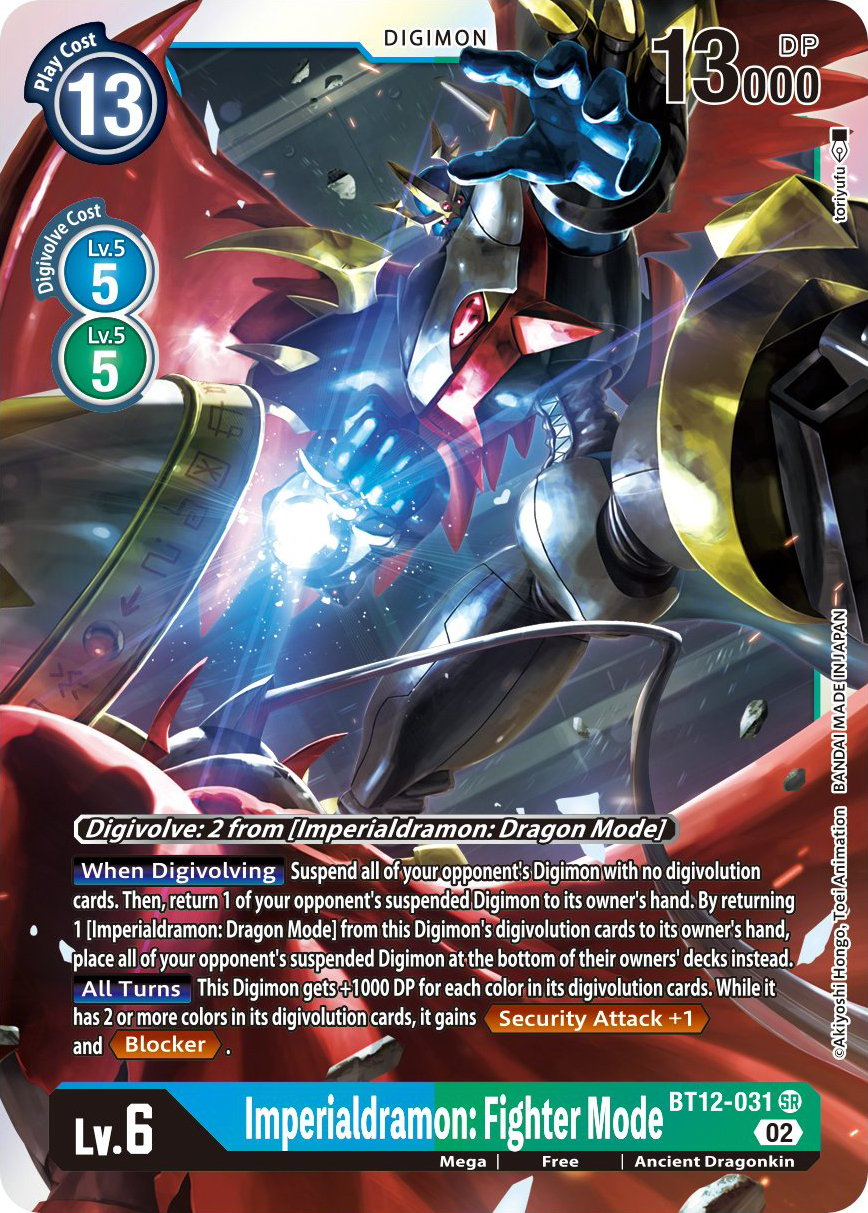 DIGIMON
Play Cost
13
13000
DP
toriyufu
Digivolve Cost
Lv.5
5
Lv.5
5
Digivolve: 2 from [Imperialdramon: Dragon Mode]
When Digivolving Suspend all of your opponent's Digimon with no digivolution
cards. Then, return 1 of your opponent's suspended Digimon to its owner's hand. By returning
1 [Imperialdramon: Dragon Mode] from this Digimon's digivolution cards to its owner's hand,
place all of your opponent's suspended Digimon at the bottom of their owners' decks instead.
All Turns This Digimon gets +1000 DP for each color in its digivolution cards. While it
has 2 or more colors in its digivolution cards, it gains Security Attack +1
and Blocker .
©Akiyoshi Hongo, Toei Animation BANDAI MADE IN JAPAN
Lv.6
Imperialdramon: Fighter Mode
BT12-031 SR
02
Mega | Free | Ancient Dragonkin